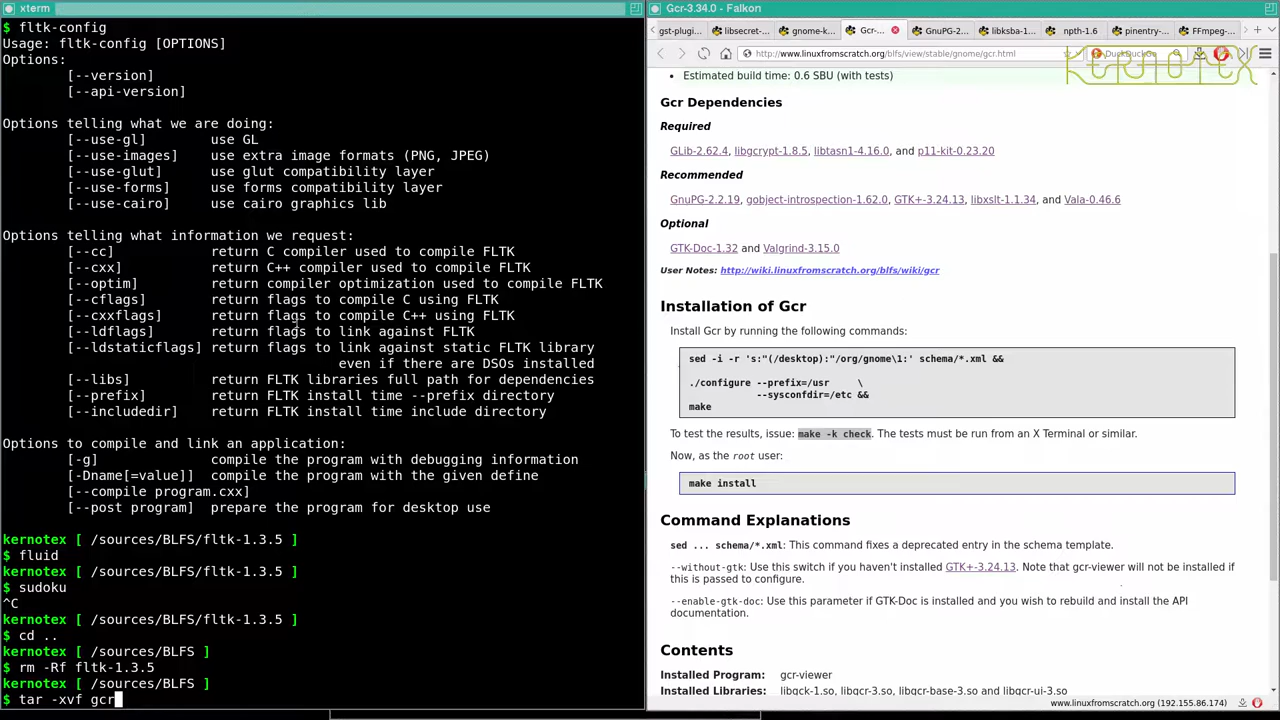 xterm
$ fltk-config
Usage: fltk-config [OPTIONS]
Options:
[--version]
[--api-version]
Options telling what we are doing:
[--use-gl] use GL
[--use-images] use extra image formats (PNG, JPEG)
[--use-glut] use glut compatibility layer
[--use-forms] use forms compatibility layer
[--use-cairo] use cairo graphics lib
Options telling what information we request:
[--cc] return C compiler used to compile FLTK
[--cxx] return C++ compiler used to compile FLTK
[--optim] return compiler optimization used to compile FLTK
[--cflags] return flags to compile C using FLTK
[--cxxflags] return flags to compile C++ using FLTK
[--ldflags] return flags to link against FLTK
[--ldstaticflags] return flags to link against static FLTK library
even if there are DSOs installed
[--libs] return FLTK libraries full path for dependencies
[--prefix] return FLTK install time --prefix directory
[--includedir] return FLTK install time include directory
Options to compile and link an application:
[-g] compile the program with debugging information
[-Dname[=value]] compile the program with the given define
[--compile program.cxx]
[--post program] prepare the program for desktop use
kernotex [ /sources/BLFS/fltk-1.3.5 ]
$ fluid
kernotex [ /sources/BLFS/fltk-1.3.5 ]
$ sudoku
^C
kernotex [ /sources/BLFS/fltk-1.3.5 ]
$ cd ..
kernotex [ /sources/BLFS ]
$ rm -Rf fltk-1.3.5
kernotex [ /sources/BLFS ]
$ tar -xvf gcr
Gcr-3.34.0 - Falkon
gst-plugi... libsecret-... gnome-k... Gcr-... GnuPG-2... libksba-1... npth-1.6 pinentry-... FFmpeg-...
http://www.linuxfromscratch.org/blfs/view/stable/gnome/gcr.html
DuckDuckGo
KERNOTEX
• Estimated build time: 0.6 SBU (with tests)
Gcr Dependencies
Required
GLib-2.62.4, libgcrypt-1.8.5, libtasn1-4.16.0, and p11-kit-0.23.20
Recommended
GnuPG-2.2.19, gobject-introspection-1.62.0, GTK+-3.24.13, libxslt-1.1.34, and Vala-0.46.6
Optional
GTK-Doc-1.32 and Valgrind-3.15.0
User Notes: http://wiki.linuxfromscratch.org/blfs/wiki/gcr
Installation of Gcr
Install Gcr by running the following commands:
sed -i -r 's:"(/desktop):"/org/gnome\1:' schema/*.xml &&
./configure --prefix=/usr \
--sysconfdir=/etc &&
make
To test the results, issue: make -k check. The tests must be run from an X Terminal or similar.
Now, as the root user:
make install
Command Explanations
sed ... schema/*.xml: This command fixes a deprecated entry in the schema template.
--without-gtk: Use this switch if you haven't installed GTK+-3.24.13. Note that gcr-viewer will not be installed if
this is passed to configure.
--enable-gtk-doc: Use this parameter if GTK-Doc is installed and you wish to rebuild and install the API
documentation.
Contents
Installed Program: gcr-viewer
Installed Libraries: libgck-1.so, libgcr-3.so, libgcr-base-3.so and libgcr-ui-3.so
www.linuxfromscratch.org (192.155.86.174)